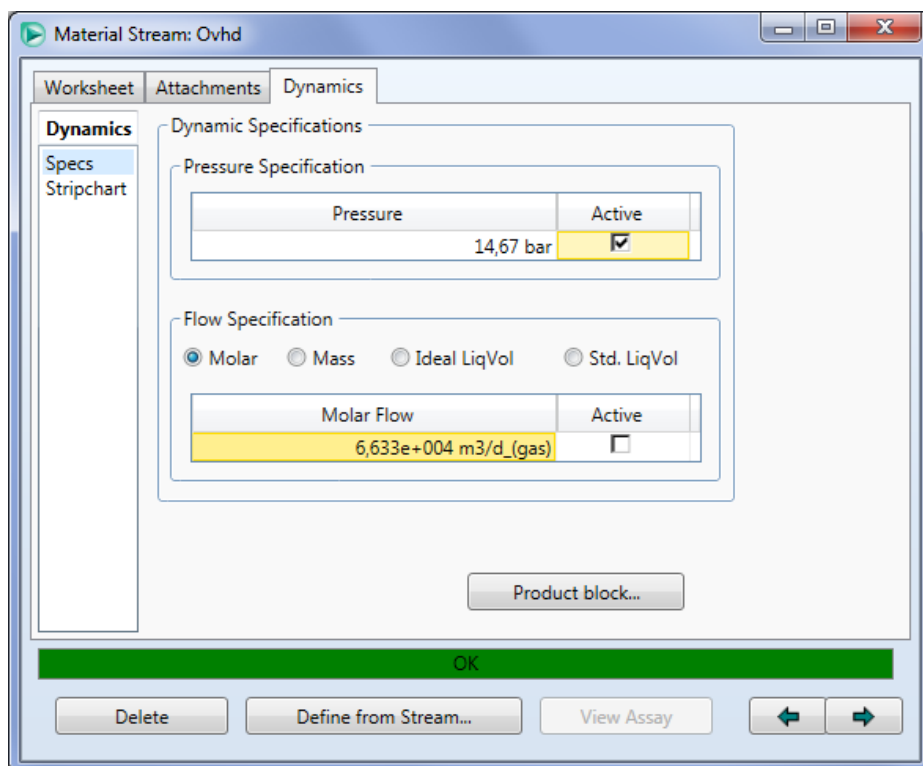 Material Stream: Ovhd
Worksheet Attachments Dynamics
Dynamics
Specs
Stripchart
Dynamic Specifications
Pressure Specification
Pressure Active
14,67 bar
Flow Specification
Molar Mass Ideal LiqVol Std. LiqVol
Molar Flow Active
6,633e+004 m3/d_(gas)
Product block...
OK
Delete Define from Stream... View Assay